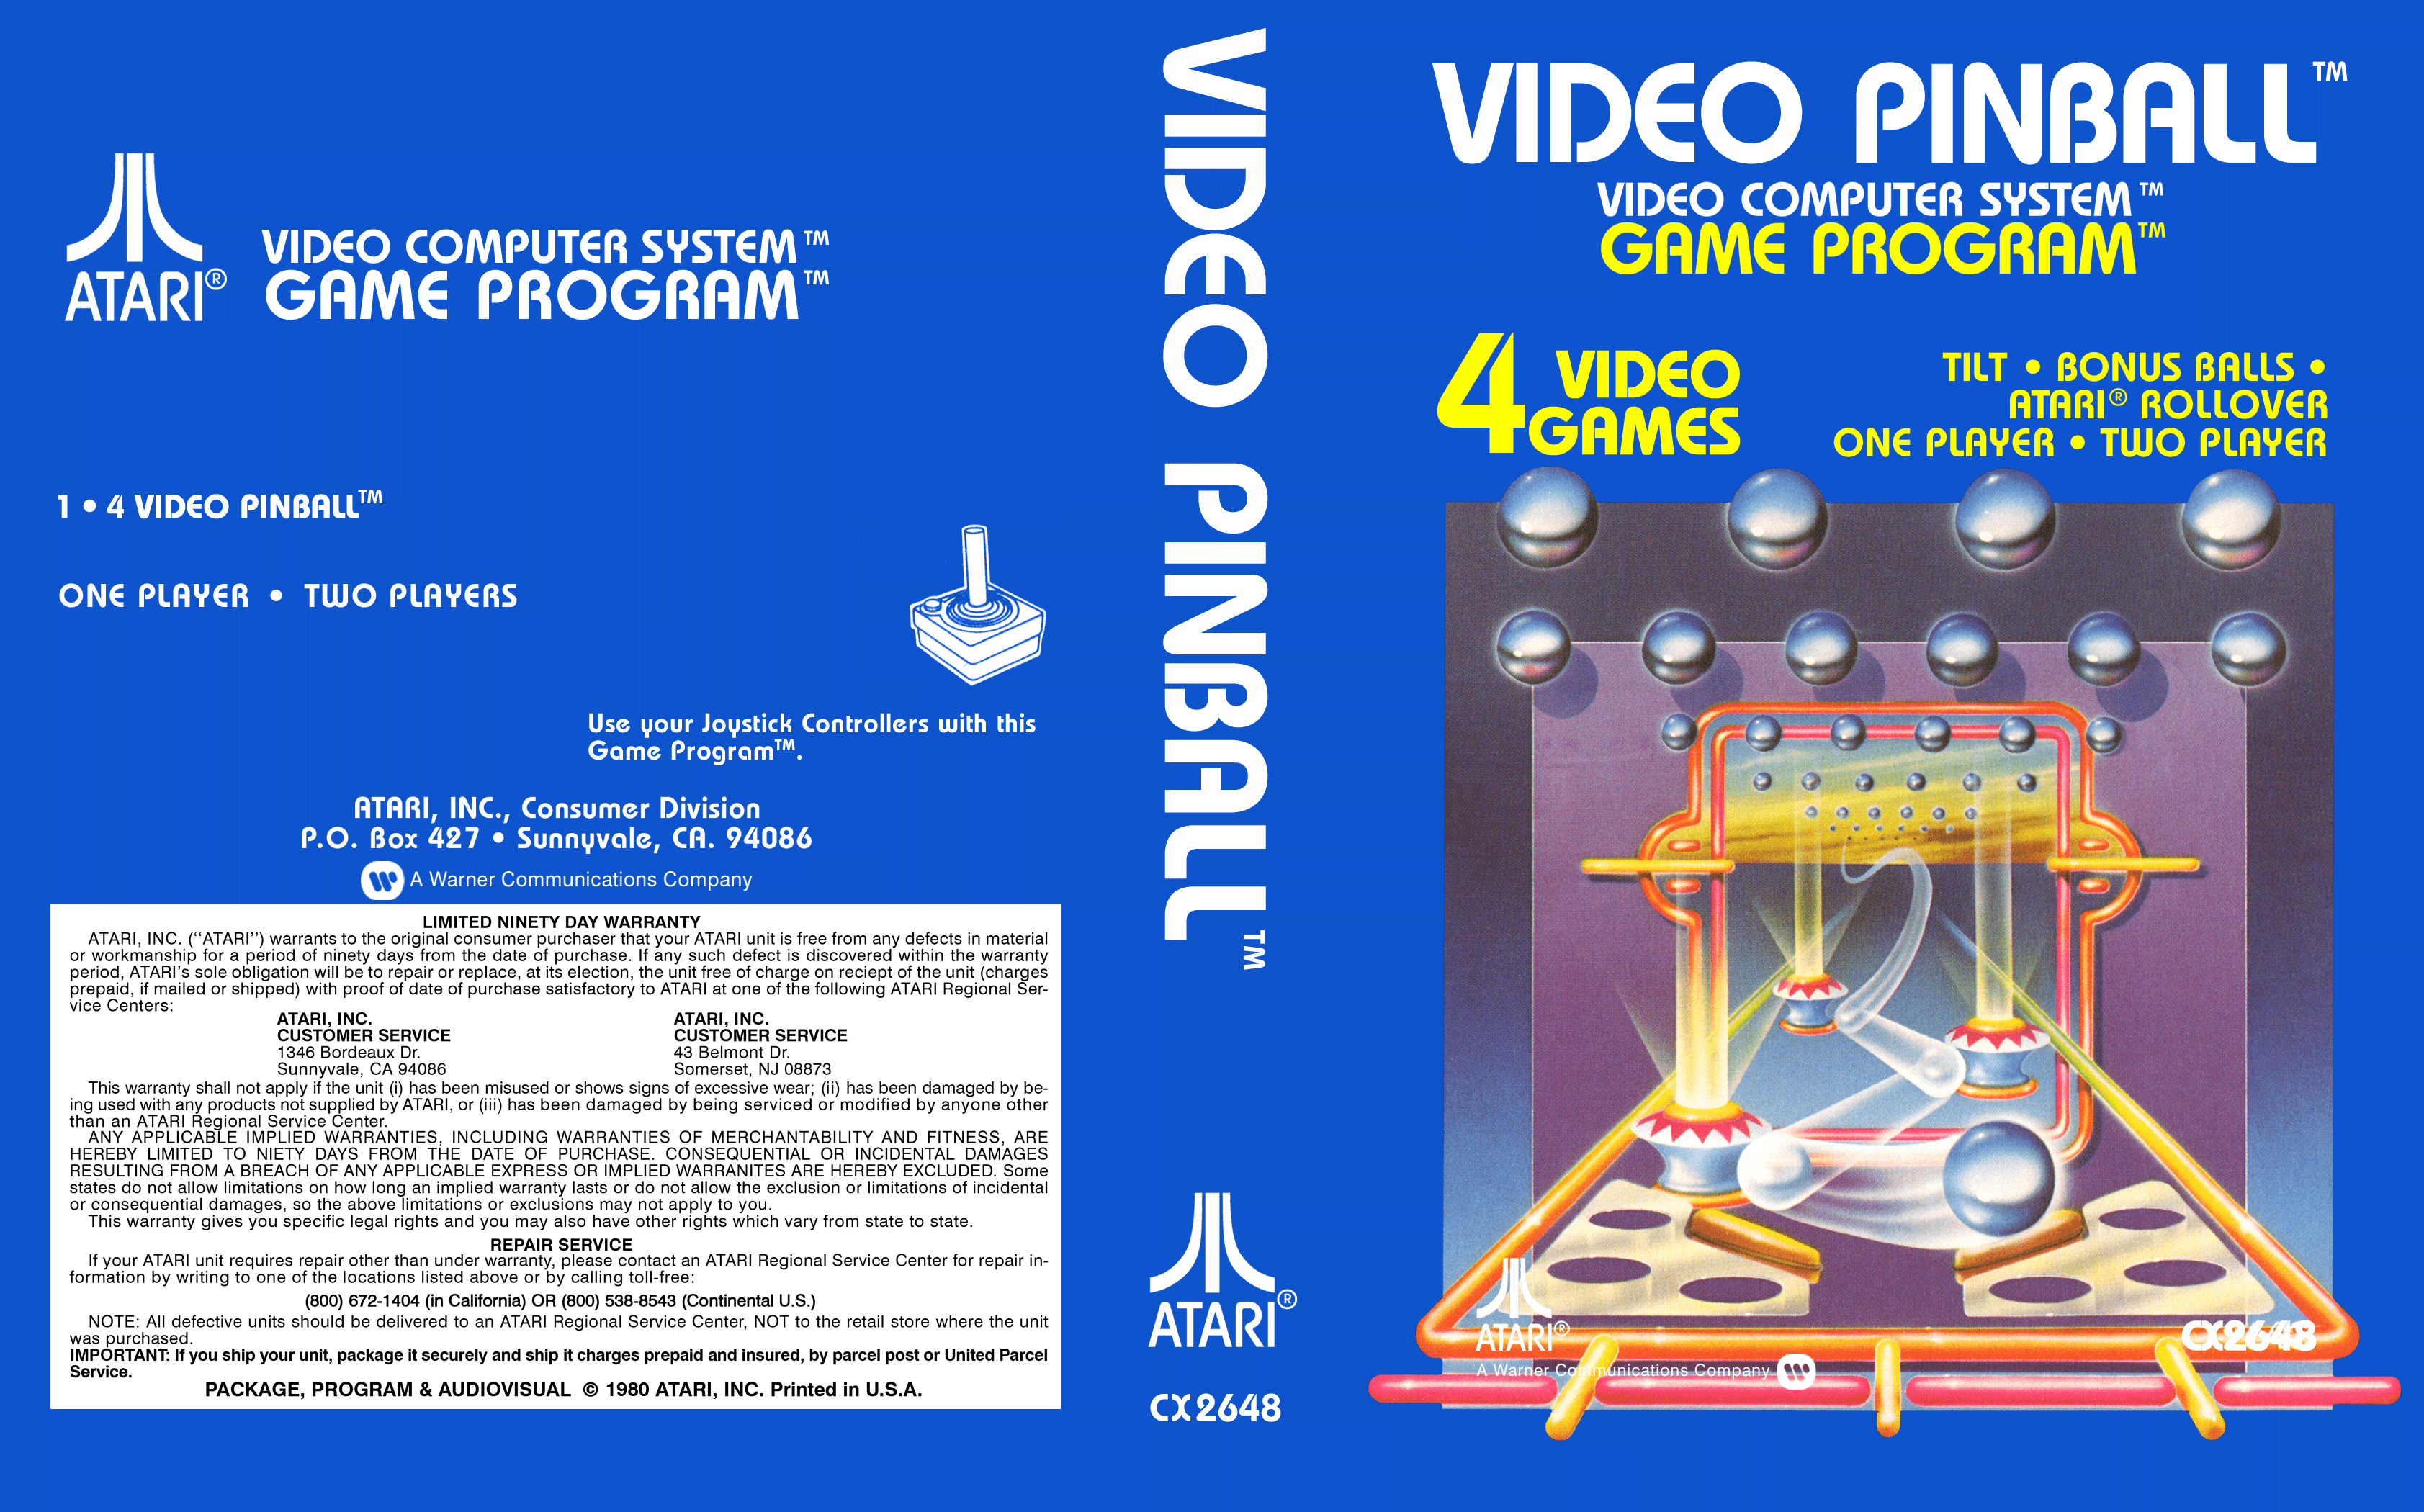 ATARI®
VIDEO COMPUTER SYSTEM™
GAME PROGRAM™
1 • 4 VIDEO PINBALL™
ONE PLAYER • TWO PLAYERS
Use your Joystick Controllers with this
Game Program™.
ATARI, INC., Consumer Division
P.O. Box 427 • Sunnyvale, CA. 94086
A Warner Communications Company
LIMITED NINETY DAY WARRANTY
ATARI, INC. (‘‘ATARI’’) warrants to the original consumer purchaser that your ATARI unit is free from any defects in material
or workmanship for a period of ninety days from the date of purchase. If any such defect is discovered within the warranty
period, ATARI’s sole obligation will be to repair or replace, at its election, the unit free of charge on reciept of the unit (charges
prepaid, if mailed or shipped) with proof of date of purchase satisfactory to ATARI at one of the following ATARI Regional Ser-
vice Centers:
ATARI, INC.
CUSTOMER SERVICE
1346 Bordeaux Dr.
Sunnyvale, CA 94086
ATARI, INC.
CUSTOMER SERVICE
43 Belmont Dr.
Somerset, NJ 08873
This warranty shall not apply if the unit (i) has been misused or shows signs of excessive wear; (ii) has been damaged by be-
ing used with any products not supplied by ATARI, or (iii) has been damaged by being serviced or modified by anyone other
than an ATARI Regional Service Center.
ANY APPLICABLE IMPLIED WARRANTIES, INCLUDING WARRANTIES OF MERCHANTABILITY AND FITNESS, ARE
HEREBY LIMITED TO NIETY DAYS FROM THE DATE OF PURCHASE. CONSEQUENTIAL OR INCIDENTAL DAMAGES
RESULTING FROM A BREACH OF ANY APPLICABLE EXPRESS OR IMPLIED WARRANITES ARE HEREBY EXCLUDED. Some
states do not allow limitations on how long an implied warranty lasts or do not allow the exclusion or limitations of incidental
or consequential damages, so the above limitations or exclusions may not apply to you.
This warranty gives you specific legal rights and you may also have other rights which vary from state to state.
REPAIR SERVICE
If your ATARI unit requires repair other than under warranty, please contact an ATARI Regional Service Center for repair in-
formation by writing to one of the locations listed above or by calling toll-free:
(800) 672-1404 (in California) OR (800) 538-8543 (Continental U.S.)
NOTE: All defective units should be delivered to an ATARI Regional Service Center, NOT to the retail store where the unit
was purchased.
IMPORTANT: If you ship your unit, package it securely and ship it charges prepaid and insured, by parcel post or United Parcel
Service.
PACKAGE, PROGRAM & AUDIOVISUAL © 1980 ATARI, INC. Printed in U.S.A.
VIDEO PINBALL™
ATARI®
CX2648
VIDEO PINBALL™
VIDEO COMPUTER SYSTEM™
GAME PROGRAM™
4 VIDEO
GAMES
TILT • BONUS BALLS •
ATARI® ROLLOVER
ONE PLAYER • TWO PLAYER
ATARI®
A Warner Communications Company
CX2648